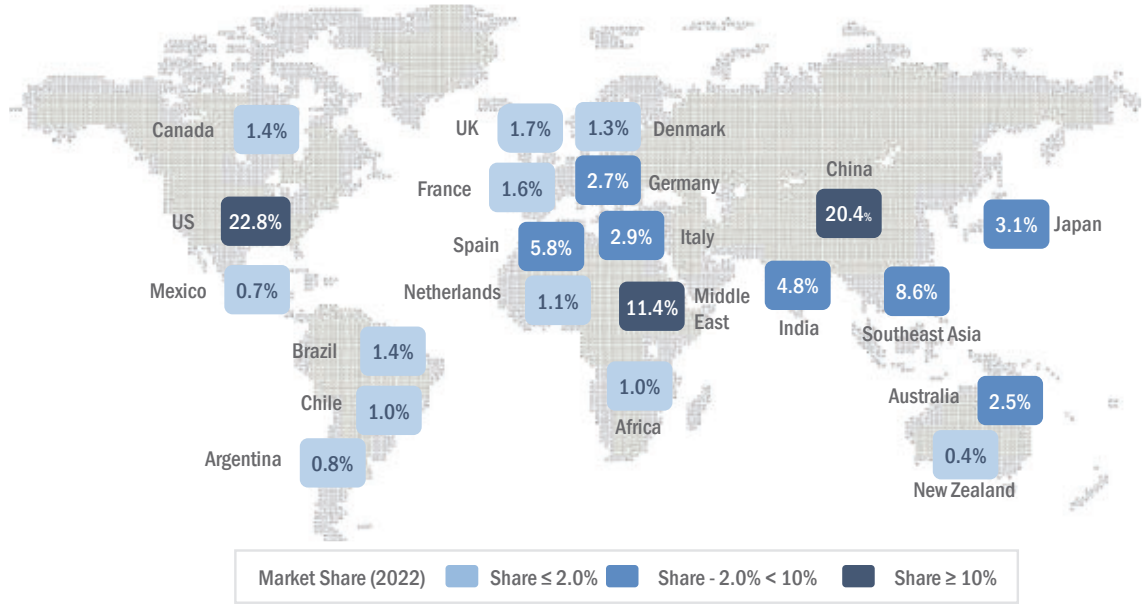 Canada 1.4%
UK 1.7%
1.3% Denmark
France 1.6%
2.7% Germany
China
20.4%
US 22.8%
Spain 5.8%
2.9% Italy
3.1% Japan
Mexico 0.7%
Netherlands 1.1%
11.4% Middle
East
4.8%
India
8.6%
Southeast Asia
Brazil 1.4%
Chile 1.0%
1.0%
Africa
Australia 2.5%
Argentina 0.8%
0.4%
New Zealand
Market Share (2022) Share ≤ 2.0% Share - 2.0% < 10% Share ≥ 10%